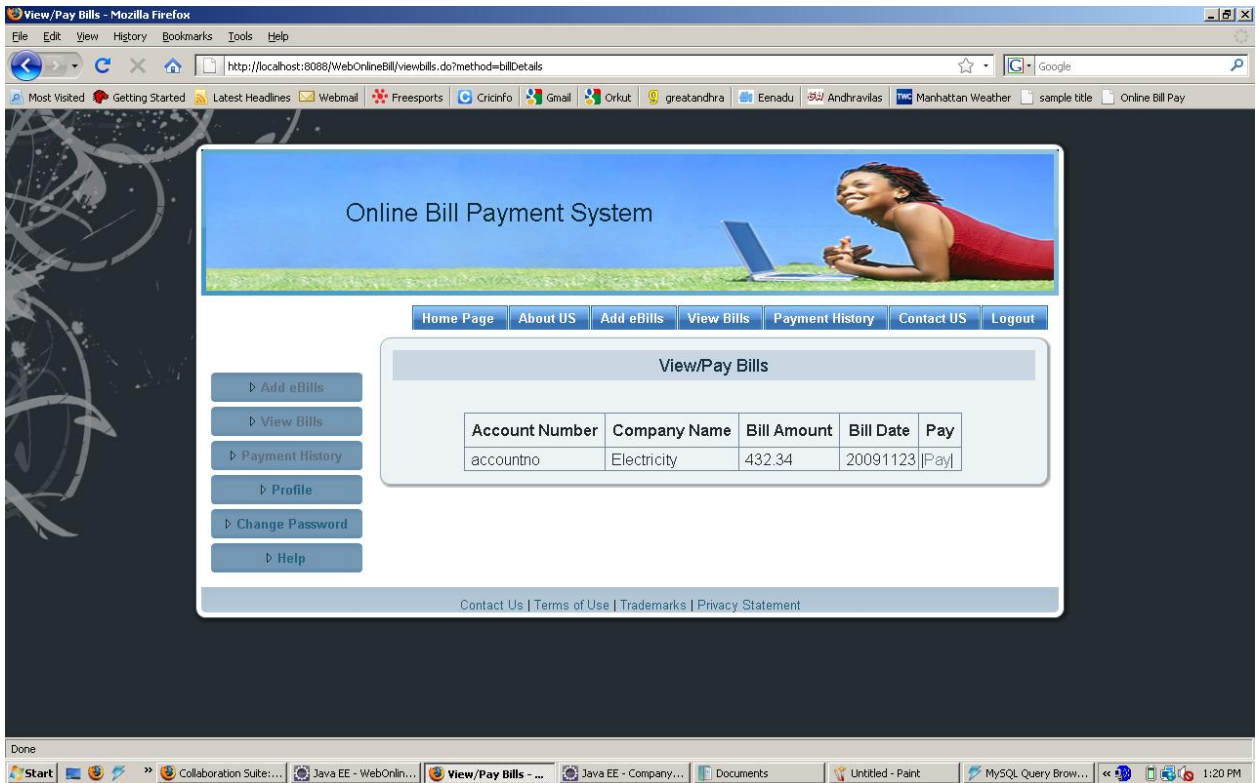 View/Pay Bills - Mozilla Firefox
File Edit View History Bookmarks Tools Help
http://localhost:8088/WebOnlineBill/viewbills.do?method=billDetails
G Google
Most Visited Getting Started Latest Headlines Webmail Freesports Cricinfo Gmail Orkut greatandhra Eenadu Andhravilas TWC Manhattan Weather sample title Online Bill Pay
Online Bill Payment System
Home Page About US Add eBills View Bills Payment History Contact US Logout
View/Pay Bills
Add eBills
View Bills
Payment History
Profile
Change Password
Help
Account Number Company Name Bill Amount Bill Date Pay
accountno Electricity 432.34 20091123 |Pay|
Contact Us | Terms of Use | Trademarks | Privacy Statement
Done
Start » Collaboration Suite:... Java EE - WebOnlin... View/Pay Bills - ... Java EE - Company... Documents Untitled - Paint MySQL Query Brow... « 1:20 PM